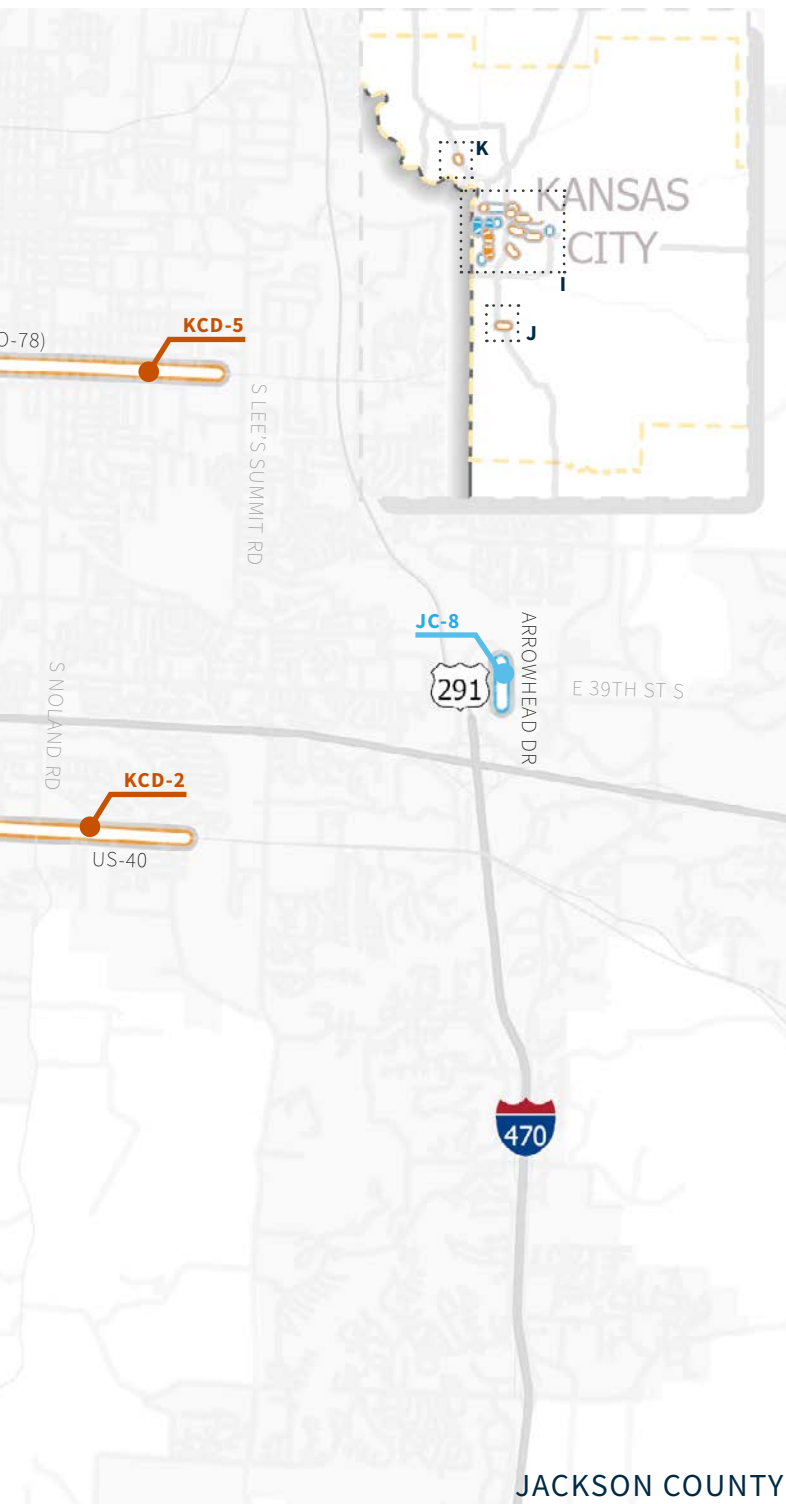 K
KANSAS
CITY
I
J
KCD-5
O-78)
S LEE'S SUMMIT RD
JC-8
ARROWHEAD DR
291
E 39TH ST S
S NOLAND RD
KCD-2
US-40
470
JACKSON COUNTY